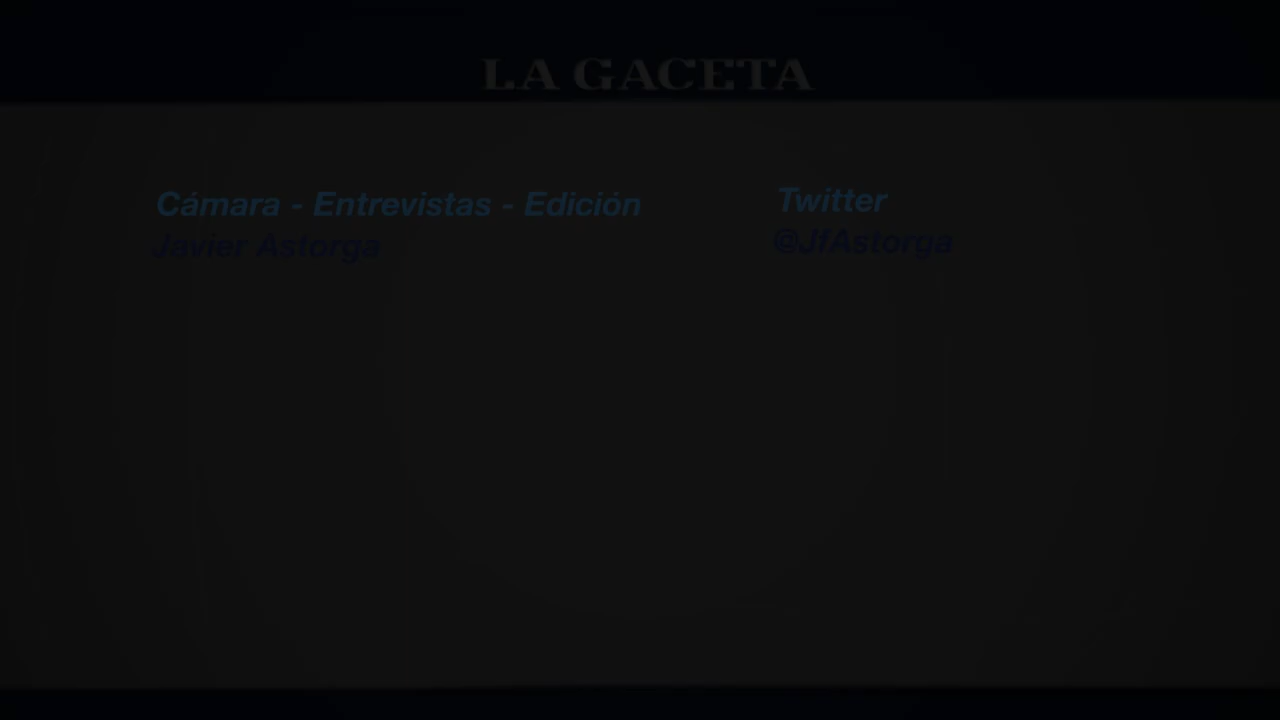 LA GACETA
Cámara - Entrevistas - Edición
Javier Astorga
Twitter
@JfAstorga